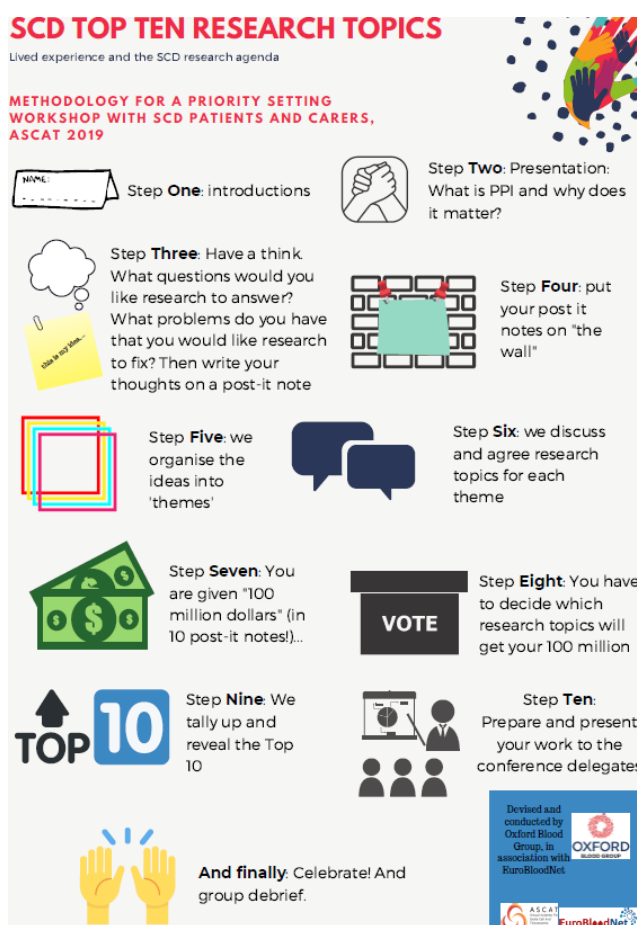 SCD TOP TEN RESEARCH TOPICS
Lived experience and the SCD research agenda
METHODOLOGY FOR A PRIORITY SETTING
WORKSHOP WITH SCD PATIENTS AND CARERS,
ASCAT 2019
NAME:
Step One: introductions
Step Two: Presentation:
What is PPI and why does
it matter?
this is my idea...
Step Three: Have a think.
What questions would you
like research to answer?
What problems do you have
that you would like research
to fix? Then write your
thoughts on a post-it note
Step Four: put
your post it
notes on "the
wall"
Step Five: we
organise the
ideas into
'themes'
Step Six: we discuss
and agree research
topics for each
theme
Step Seven: You
are given "100
million dollars" (in
10 post-it notes!)...
VOTE
Step Eight: You have
to decide which
research topics will
get your 100 million
TOP 10
Step Nine: We
tally up and
reveal the Top
10
Step Ten:
Prepare and present
your work to the
conference delegates
And finally: Celebrate! And
group debrief.
Devised and
conducted by
Oxford Blood
Group, in
association with
EuroBloodNet
OXFORD
BLOOD GROUP
ASCAT
EuroBloodNet